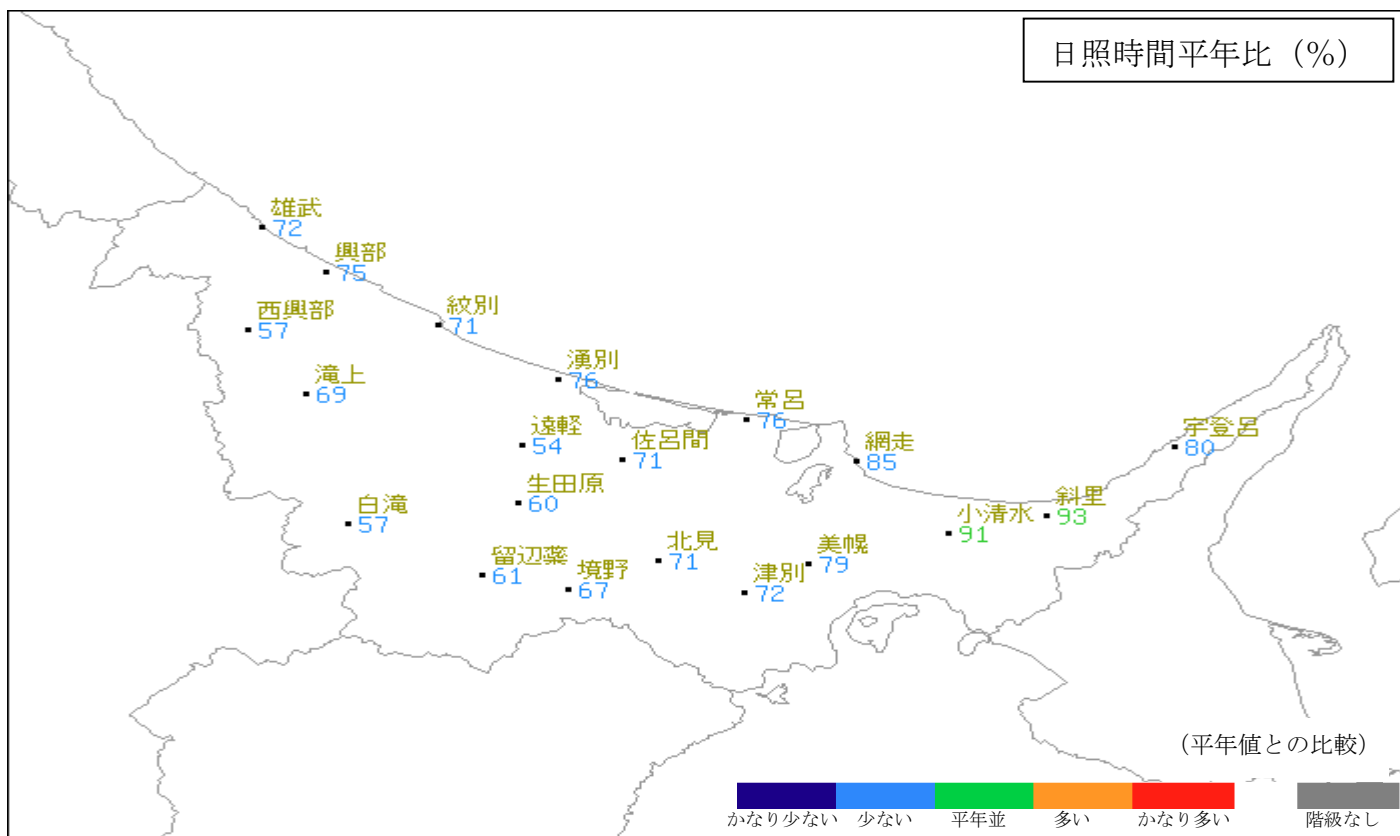 日照時間平年比（%）
雄武
72
興部
75
西興部
57
紋別
71
滝上
69
湧別
76
常呂
76
遠軽
54
佐呂間
71
網走
85
宇登呂
80
生田原
60
白滝
57
斜里
93
小清水
91
北見
71
美幌
79
留辺蘂
61
境野
67
津別
72
（平年値との比較）
かなり少ない 少ない 平年並 多い かなり多い 階級なし